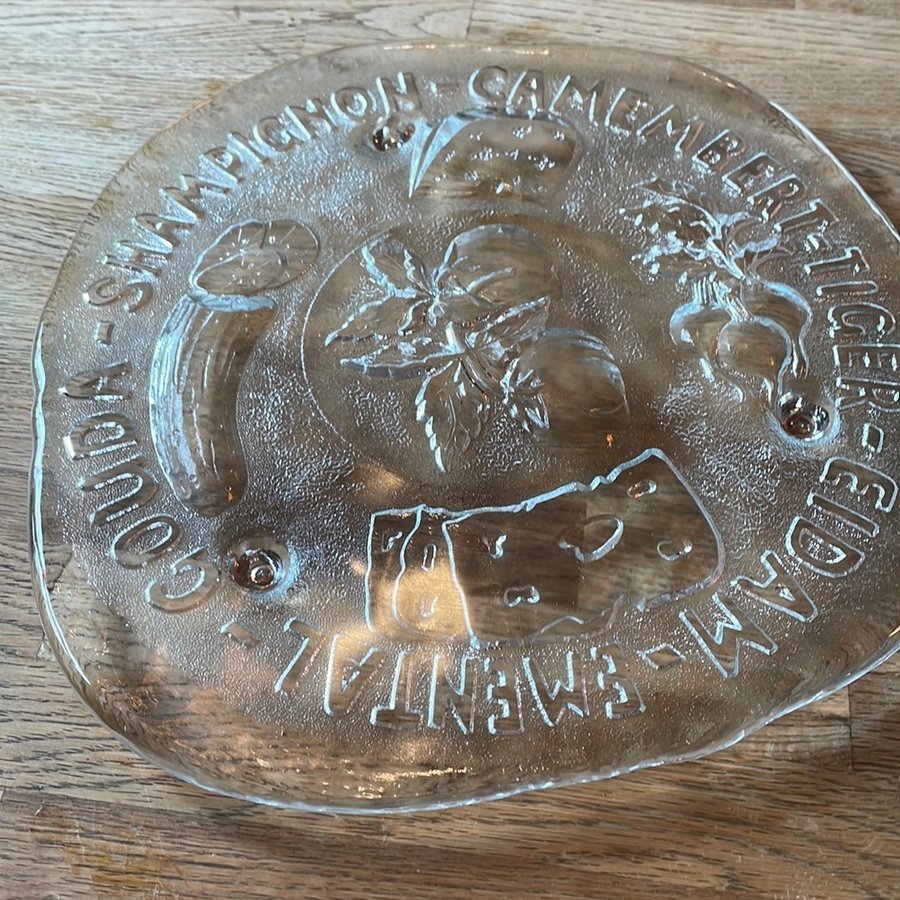 GOUDA - SHAMPIGNON - CAMEMBERT - TIGER - EIDAM - EMENTAL -